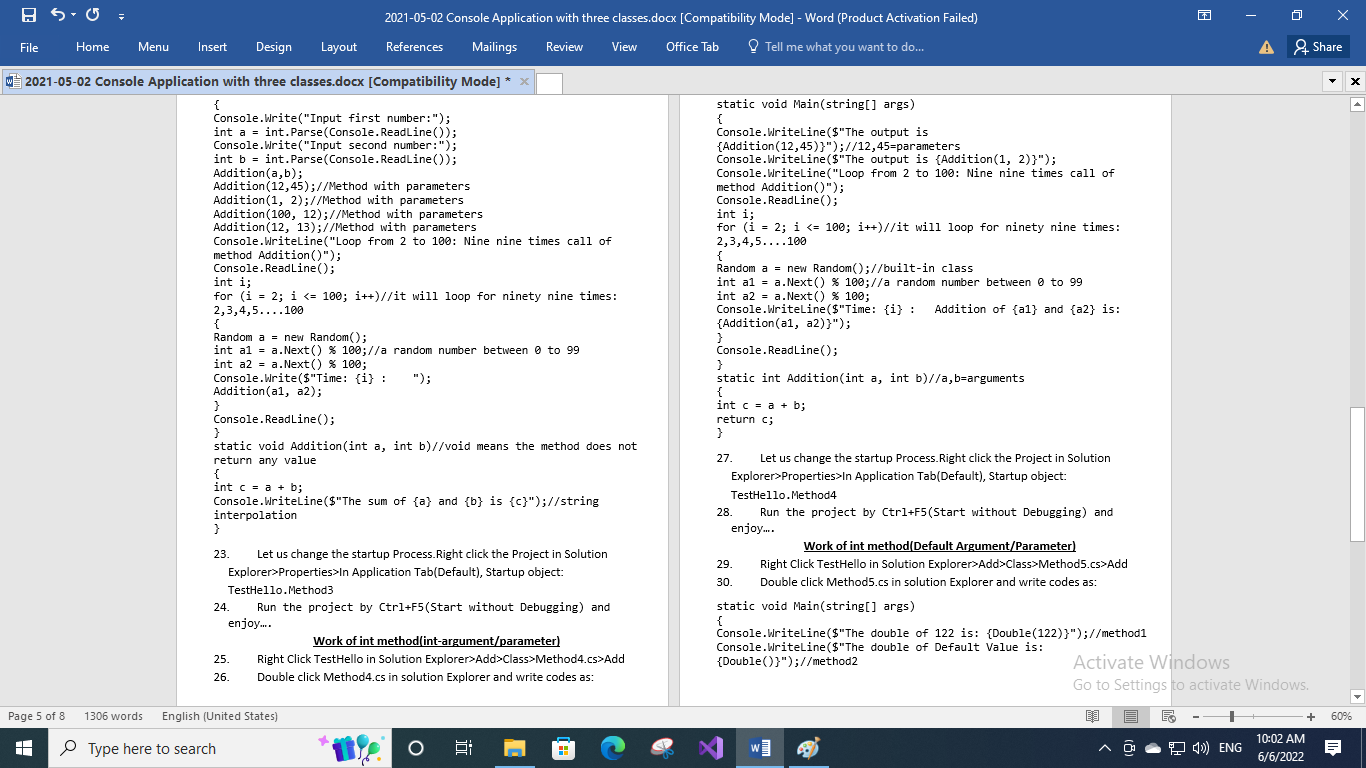 2021-05-02 Console Application with three classes.docx [Compatibility Mode] - Word (Product Activation Failed)
File Home Menu Insert Design Layout References Mailings Review View Office Tab Tell me what you want to do... Share
2021-05-02 Console Application with three classes.docx [Compatibility Mode] *
{
Console.Write("Input first number:");
int a = int.Parse(Console.ReadLine());
Console.Write("Input second number:");
int b = int.Parse(Console.ReadLine());
Addition(a,b);
Addition(12,45);//Method with parameters
Addition(1, 2);//Method with parameters
Addition(100, 12);//Method with parameters
Addition(12, 13);//Method with parameters
Console.WriteLine("Loop from 2 to 100: Nine nine times call of
method Addition()");
Console.ReadLine();
int i;
for (i = 2; i <= 100; i++)//it will loop for ninety nine times:
2,3,4,5....100
{
Random a = new Random();
int a1 = a.Next() % 100;//a random number between 0 to 99
int a2 = a.Next() % 100;
Console.Write($"Time: {i} :    ");
Addition(a1, a2);
}
Console.ReadLine();
}
static void Addition(int a, int b)//void means the method does not
return any value
{
int c = a + b;
Console.WriteLine($"The sum of {a} and {b} is {c}");//string
interpolation
}
23. Let us change the startup Process.Right click the Project in Solution
Explorer>Properties>In Application Tab(Default), Startup object:
TestHello.Method3
24. Run the project by Ctrl+F5(Start without Debugging) and
enjoy….
Work of int method(int-argument/parameter)
25. Right Click TestHello in Solution Explorer>Add>Class>Method4.cs>Add
26. Double click Method4.cs in solution Explorer and write codes as:
static void Main(string[] args)
{
Console.WriteLine($"The output is
{Addition(12,45)}");//12,45=parameters
Console.WriteLine($"The output is {Addition(1, 2)}");
Console.WriteLine("Loop from 2 to 100: Nine nine times call of
method Addition()");
Console.ReadLine();
int i;
for (i = 2; i <= 100; i++)//it will loop for ninety nine times:
2,3,4,5....100
{
Random a = new Random();//built-in class
int a1 = a.Next() % 100;//a random number between 0 to 99
int a2 = a.Next() % 100;
Console.WriteLine($"Time: {i} :   Addition of {a1} and {a2} is:
{Addition(a1, a2)}");
}
Console.ReadLine();
}
static int Addition(int a, int b)//a,b=arguments
{
int c = a + b;
return c;
}
27. Let us change the startup Process.Right click the Project in Solution
Explorer>Properties>In Application Tab(Default), Startup object:
TestHello.Method4
28. Run the project by Ctrl+F5(Start without Debugging) and
enjoy….
Work of int method(Default Argument/Parameter)
29. Right Click TestHello in Solution Explorer>Add>Class>Method5.cs>Add
30. Double click Method5.cs in solution Explorer and write codes as:
static void Main(string[] args)
{
Console.WriteLine($"The double of 122 is: {Double(122)}");//method1
Console.WriteLine($"The double of Default Value is:
{Double()}");//method2
Activate Windows
Go to Settings to activate Windows.
Page 5 of 8 1306 words English (United States) 60%
Type here to search ENG 10:02 AM
6/6/2022